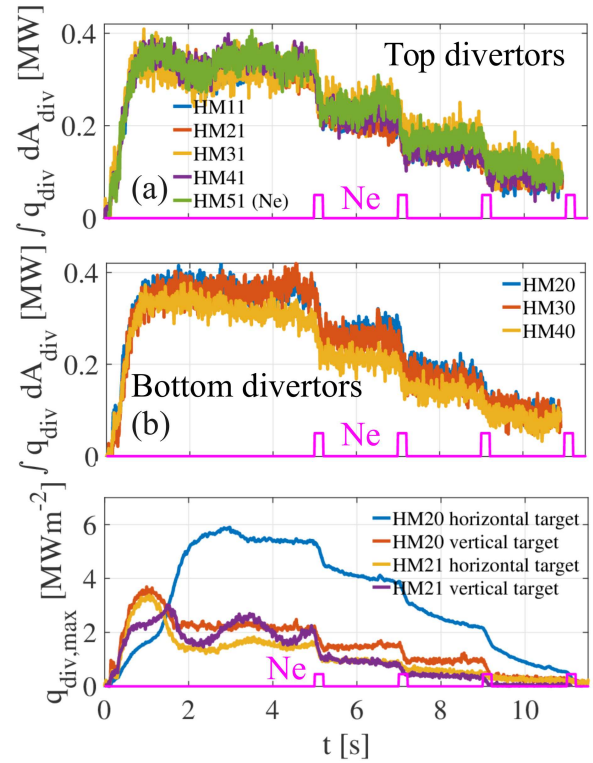 ∫ q_div dA_div [MW]
0.4
0.2
0
Top divertors
HM11
HM21
HM31
HM41
HM51 (Ne)
(a)
Ne
∫ q_div dA_div [MW]
0.4
0.2
0
HM20
HM30
HM40
Bottom divertors
(b)
Ne
q_div,max [MWm⁻²]
6
4
2
0
HM20 horizontal target
HM20 vertical target
HM21 horizontal target
HM21 vertical target
Ne
0 2 4 6 8 10
t [s]